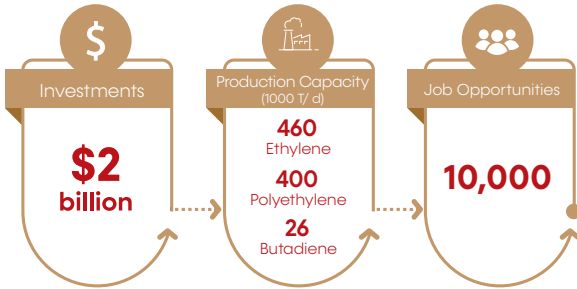 $
Investments
$2
billion
Production Capacity
(1000 T/ d)
460
Ethylene
400
Polyethylene
26
Butadiene
Job Opportunities
10,000